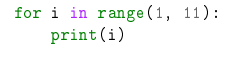 for i in range(1, 11):
    print(i)